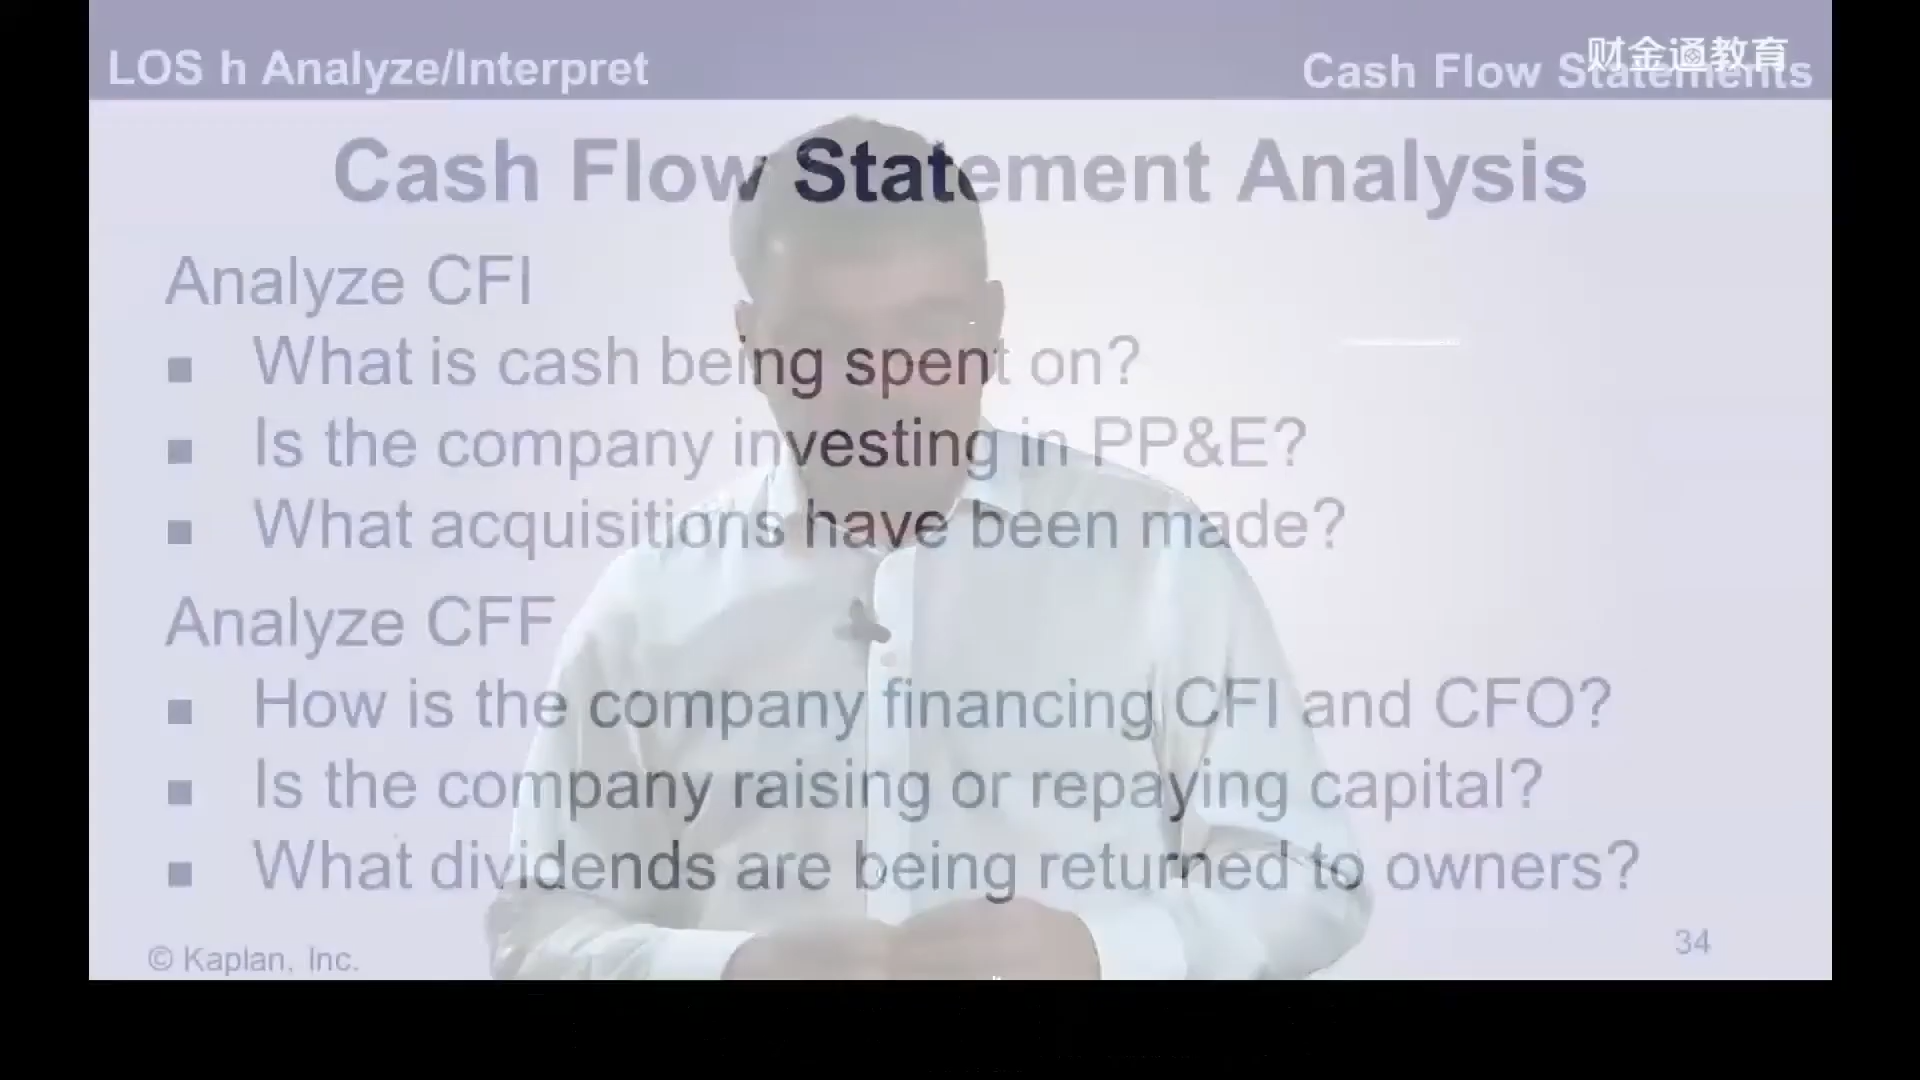 LOS h Analyze/Interpret
Cash Flow Statements
财金通教育
Cash Flow Statement Analysis
Analyze CFI
■ What is cash being spent on?
■ Is the company investing in PP&E?
■ What acquisitions have been made?
Analyze CFF
■ How is the company financing CFI and CFO?
■ Is the company raising or repaying capital?
■ What dividends are being returned to owners?
© Kaplan, Inc.
34